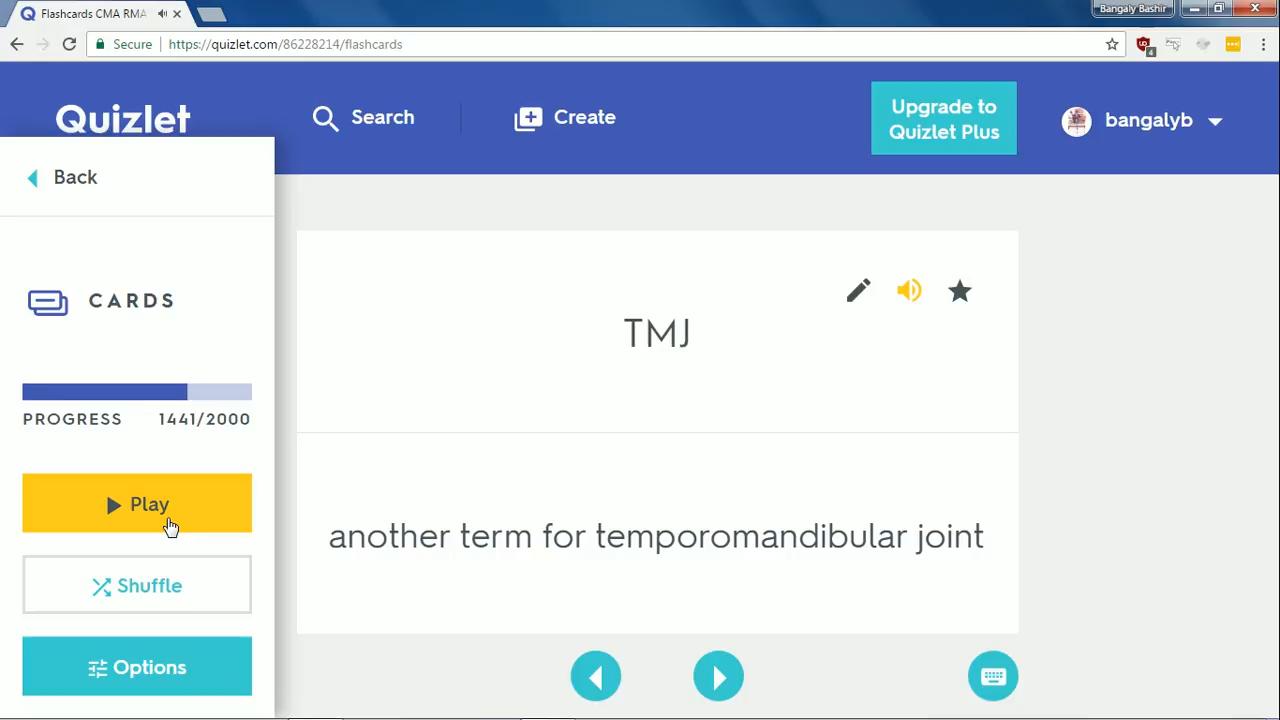 Flashcards CMA RMA
Bangaly Bashir
Secure
https://quizlet.com/86228214/flashcards
4
Quizlet
Search
Create
Upgrade to
Quizlet Plus
bangalyb
Back
CARDS
PROGRESS 1441/2000
Play
Shuffle
Options
TMJ
another term for temporomandibular joint